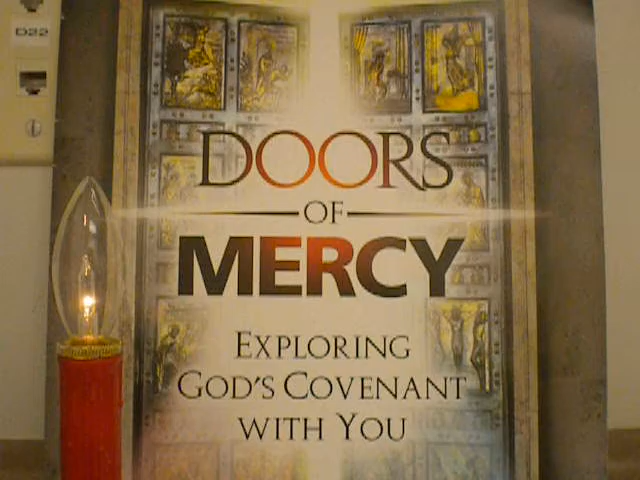 D22
DOORS
OF
MERCY
EXPLORING
GOD'S COVENANT
WITH YOU